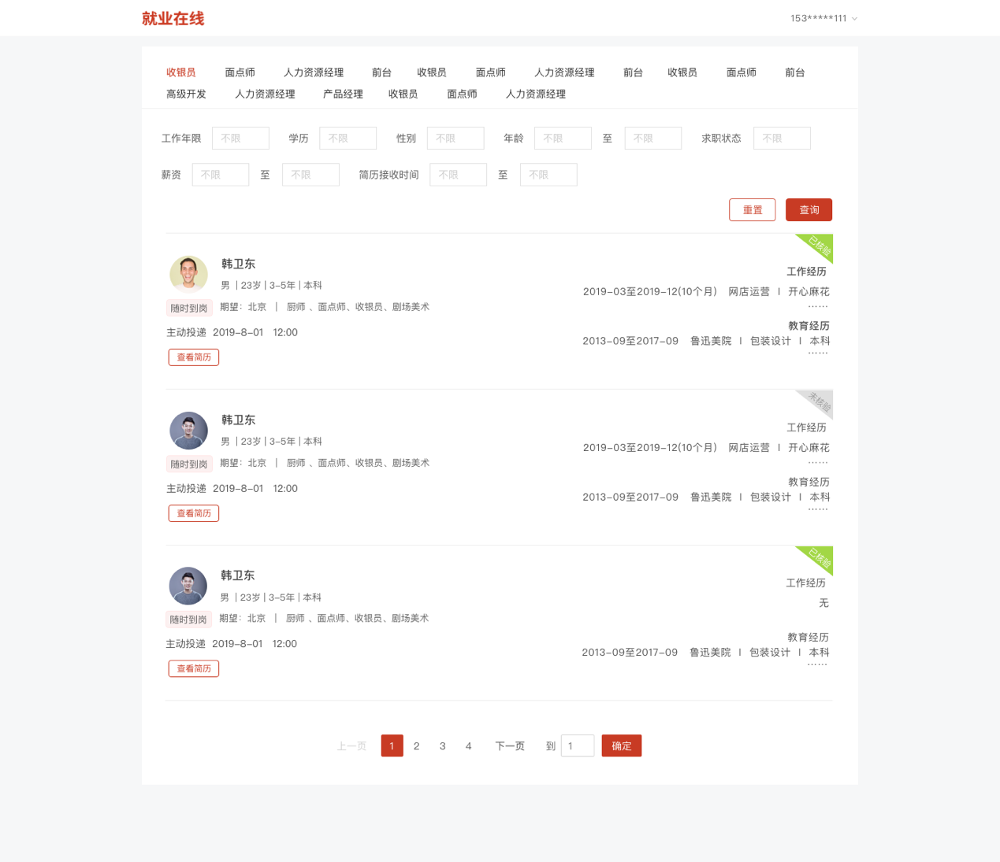 就业在线
153*****111
收银员 面点师 人力资源经理 前台 收银员 面点师 人力资源经理 前台 收银员 面点师 前台
高级开发 人力资源经理 产品经理 收银员 面点师 人力资源经理
工作年限 不限 学历 不限 性别 不限 年龄 不限 至 不限 求职状态 不限
薪资 不限 至 不限 简历接收时间 不限 至 不限
重置 查询
已核验
韩卫东
工作经历
男 | 23岁 | 3-5年 | 本科
2019-03至2019-12(10个月) 网店运营 I 开心麻花
……
随时到岗 期望：北京 | 厨师 、面点师、收银员、剧场美术
教育经历
主动投递 2019-8-01 12:00
2013-09至2017-09 鲁迅美院 I 包装设计 I 本科
……
查看简历
未核验
韩卫东
工作经历
男 | 23岁 | 3-5年 | 本科
2019-03至2019-12(10个月) 网店运营 I 开心麻花
……
随时到岗 期望：北京 | 厨师 、面点师、收银员、剧场美术
教育经历
主动投递 2019-8-01 12:00
2013-09至2017-09 鲁迅美院 I 包装设计 I 本科
……
查看简历
已核验
韩卫东
工作经历
男 | 23岁 | 3-5年 | 本科
无
随时到岗 期望：北京 | 厨师 、面点师、收银员、剧场美术
教育经历
主动投递 2019-8-01 12:00
2013-09至2017-09 鲁迅美院 I 包装设计 I 本科
……
查看简历
上一页 1 2 3 4 下一页 到 1 确定